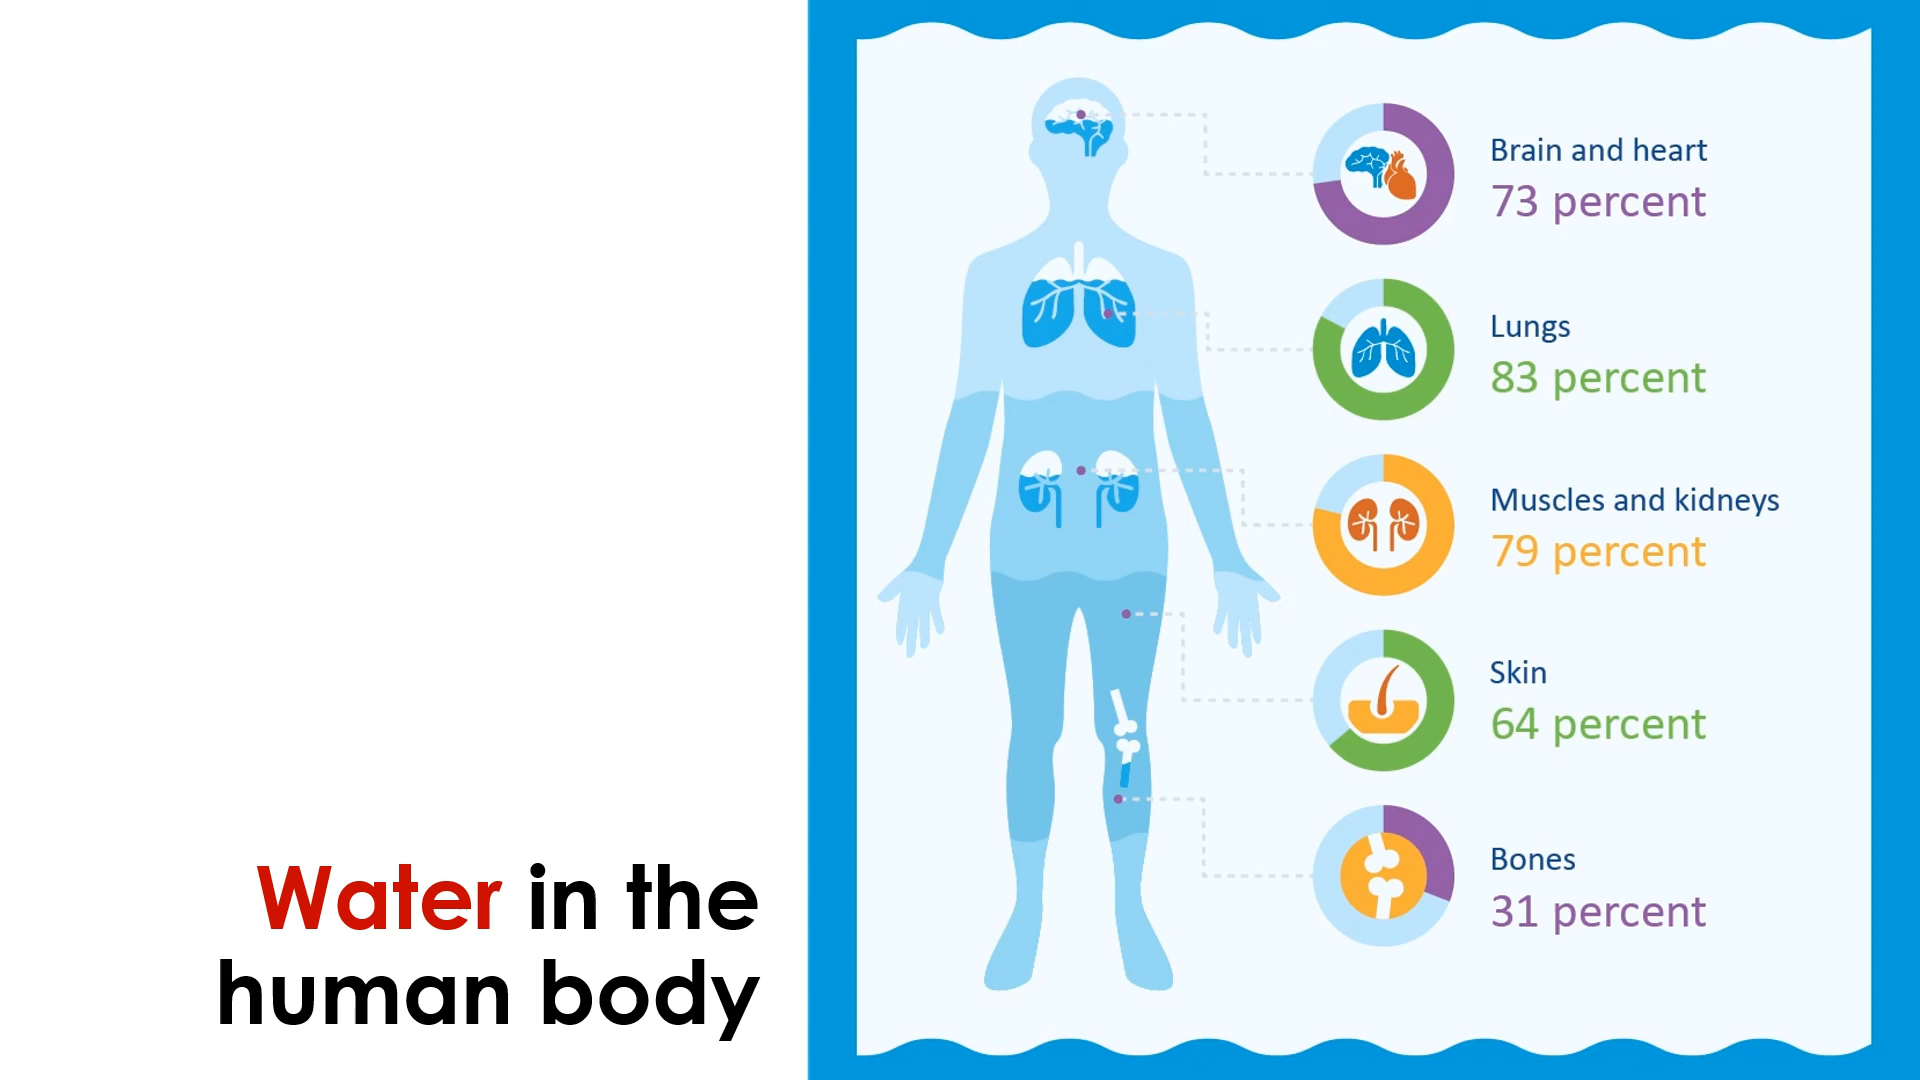 Water in the
human body
Brain and heart
73 percent
Lungs
83 percent
Muscles and kidneys
79 percent
Skin
64 percent
Bones
31 percent